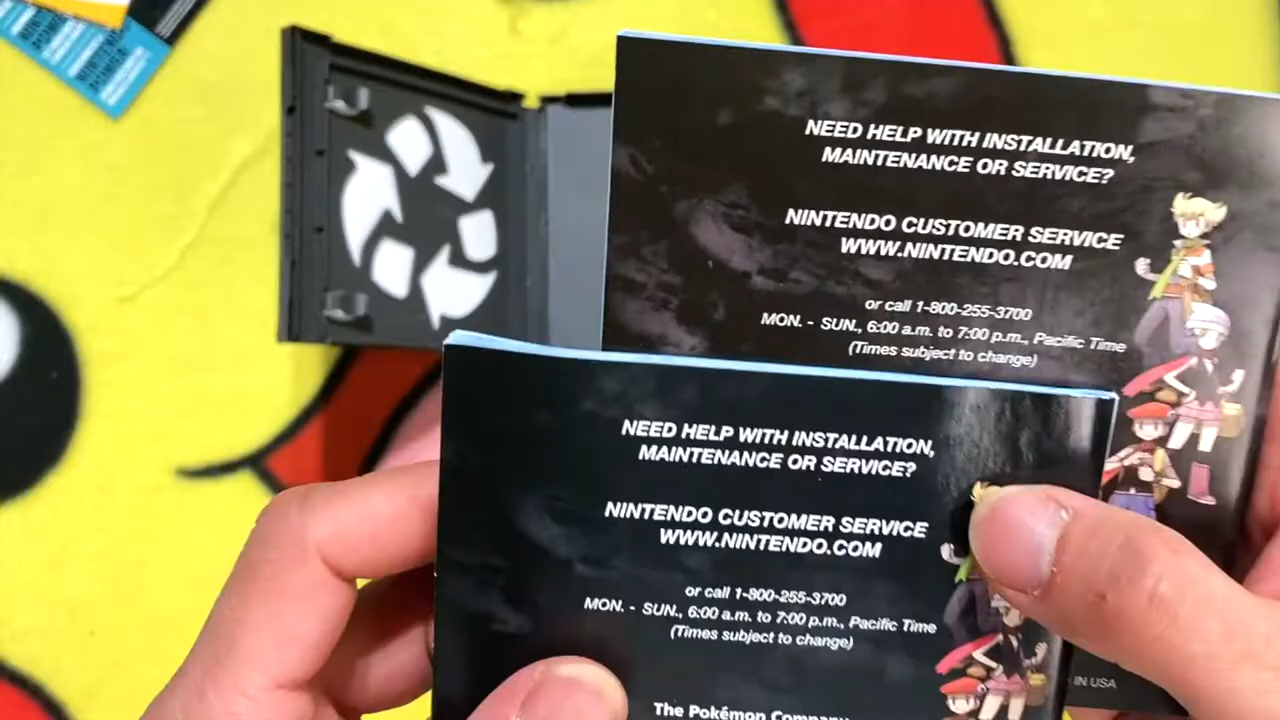 NEED HELP WITH INSTALLATION,
MAINTENANCE OR SERVICE?
NINTENDO CUSTOMER SERVICE
WWW.NINTENDO.COM
or call 1-800-255-3700
MON. - SUN., 6:00 a.m. to 7:00 p.m., Pacific Time
(Times subject to change)
IN USA
NEED HELP WITH INSTALLATION,
MAINTENANCE OR SERVICE?
NINTENDO CUSTOMER SERVICE
WWW.NINTENDO.COM
or call 1-800-255-3700
MON. - SUN., 6:00 a.m. to 7:00 p.m., Pacific Time
(Times subject to change)
The Pokémon Company